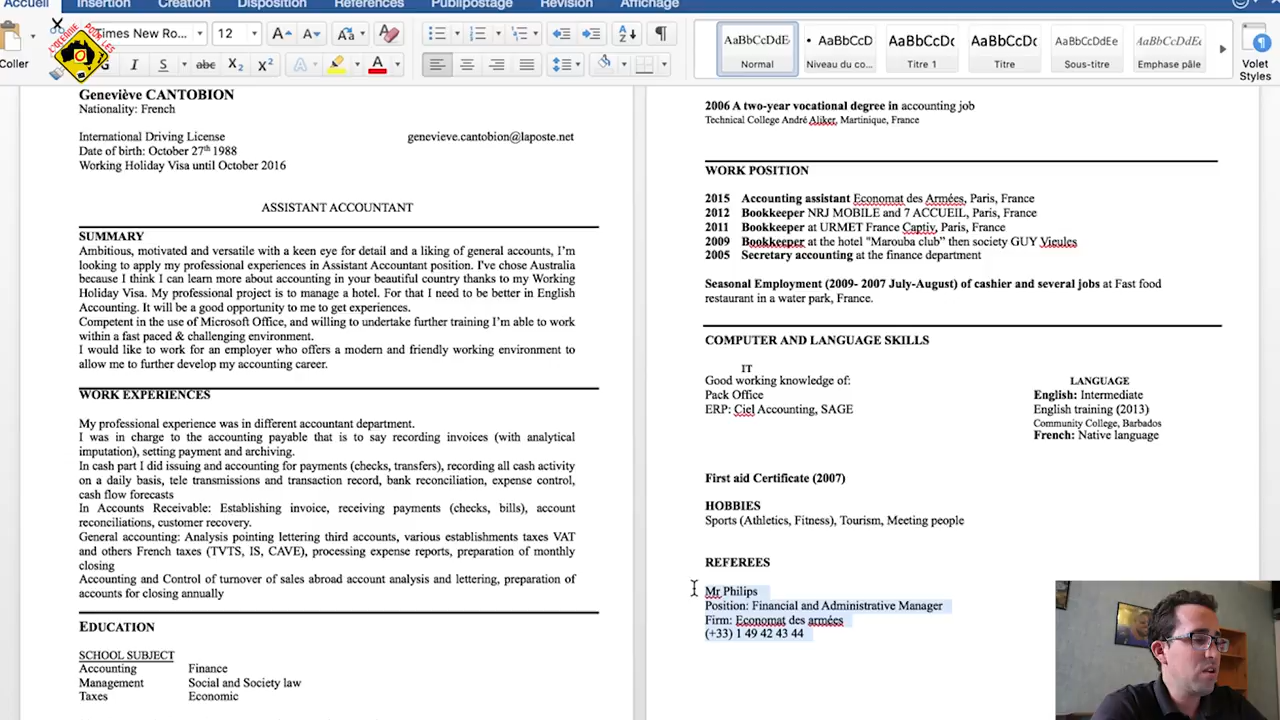 Accueil Insertion Création Disposition Références Publipostage Révision Affichage
Times New Ro... 12
Coller
AaBbCcDdEe AaBbCcD AaBbCcDc AaBbCcDc AaBbCcDdEe AaBbCcDdEe
Normal Niveau du co... Titre 1 Titre Sous-titre Emphase pâle
Volet
Styles
Geneviève CANTOBION
Nationality: French
International Driving License genevieve.cantobion@laposte.net
Date of birth: October 27th 1988
Working Holiday Visa until October 2016
ASSISTANT ACCOUNTANT
SUMMARY
Ambitious, motivated and versatile with a keen eye for detail and a liking of general accounts, I'm
looking to apply my professional experiences in Assistant Accountant position. I've chose Australia
because I think I can learn more about accounting in your beautiful country thanks to my Working
Holiday Visa. My professional project is to manage a hotel. For that I need to be better in English
Accounting. It will be a good opportunity to me to get experiences.
Competent in the use of Microsoft Office, and willing to undertake further training I'm able to work
within a fast paced & challenging environment.
I would like to work for an employer who offers a modern and friendly working environment to
allow me to further develop my accounting career.
WORK EXPERIENCES
My professional experience was in different accountant department.
I was in charge to the accounting payable that is to say recording invoices (with analytical
imputation), setting payment and archiving.
In cash part I did issuing and accounting for payments (checks, transfers), recording all cash activity
on a daily basis, tele transmissions and transaction record, bank reconciliation, expense control,
cash flow forecasts
In Accounts Receivable: Establishing invoice, receiving payments (checks, bills), account
reconciliations, customer recovery.
General accounting: Analysis pointing lettering third accounts, various establishments taxes VAT
and others French taxes (TVTS, IS, CAVE), processing expense reports, preparation of monthly
closing
Accounting and Control of turnover of sales abroad account analysis and lettering, preparation of
accounts for closing annually
EDUCATION
SCHOOL SUBJECT
Accounting Finance
Management Social and Society law
Taxes Economic
2006 A two-year vocational degree in accounting job
Technical College André Aliker, Martinique, France
WORK POSITION
2015 Accounting assistant Economat des Armées, Paris, France
2012 Bookkeeper NRJ MOBILE and 7 ACCUEIL, Paris, France
2011 Bookkeeper at URMET France Captiv, Paris, France
2009 Bookkeeper at the hotel "Marouba club" then society GUY Vieules
2005 Secretary accounting at the finance department
Seasonal Employment (2009- 2007 July-August) of cashier and several jobs at Fast food
restaurant in a water park, France.
COMPUTER AND LANGUAGE SKILLS
IT
Good working knowledge of:
Pack Office
ERP: Ciel Accounting, SAGE
LANGUAGE
English: Intermediate
English training (2013)
Community College, Barbados
French: Native language
First aid Certificate (2007)
HOBBIES
Sports (Athletics, Fitness), Tourism, Meeting people
REFEREES
Mr Philips
Position: Financial and Administrative Manager
Firm: Economat des armées
(+33) 1 49 42 43 44